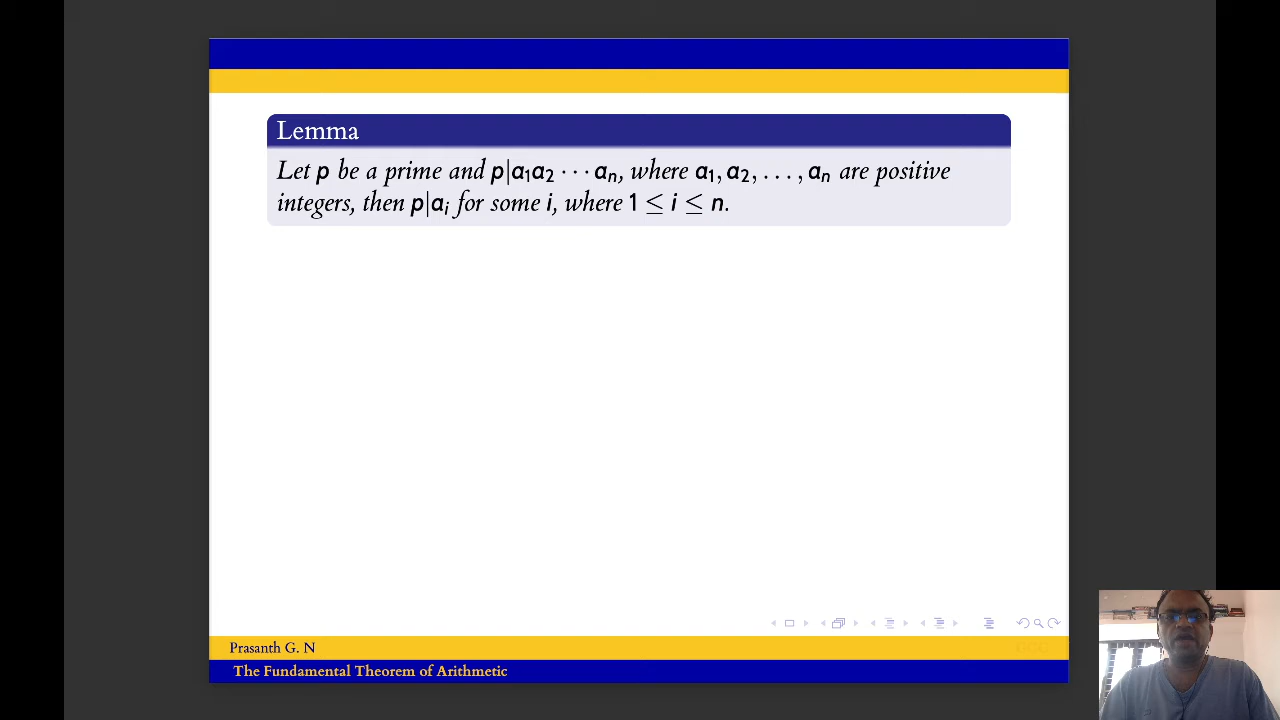 Lemma
Let p be a prime and p|a₁a₂ ⋯ aₙ, where a₁, a₂, . . . , aₙ are positive
integers, then p|aᵢ for some i, where 1 ≤ i ≤ n.
Prasanth G. N
The Fundamental Theorem of Arithmetic